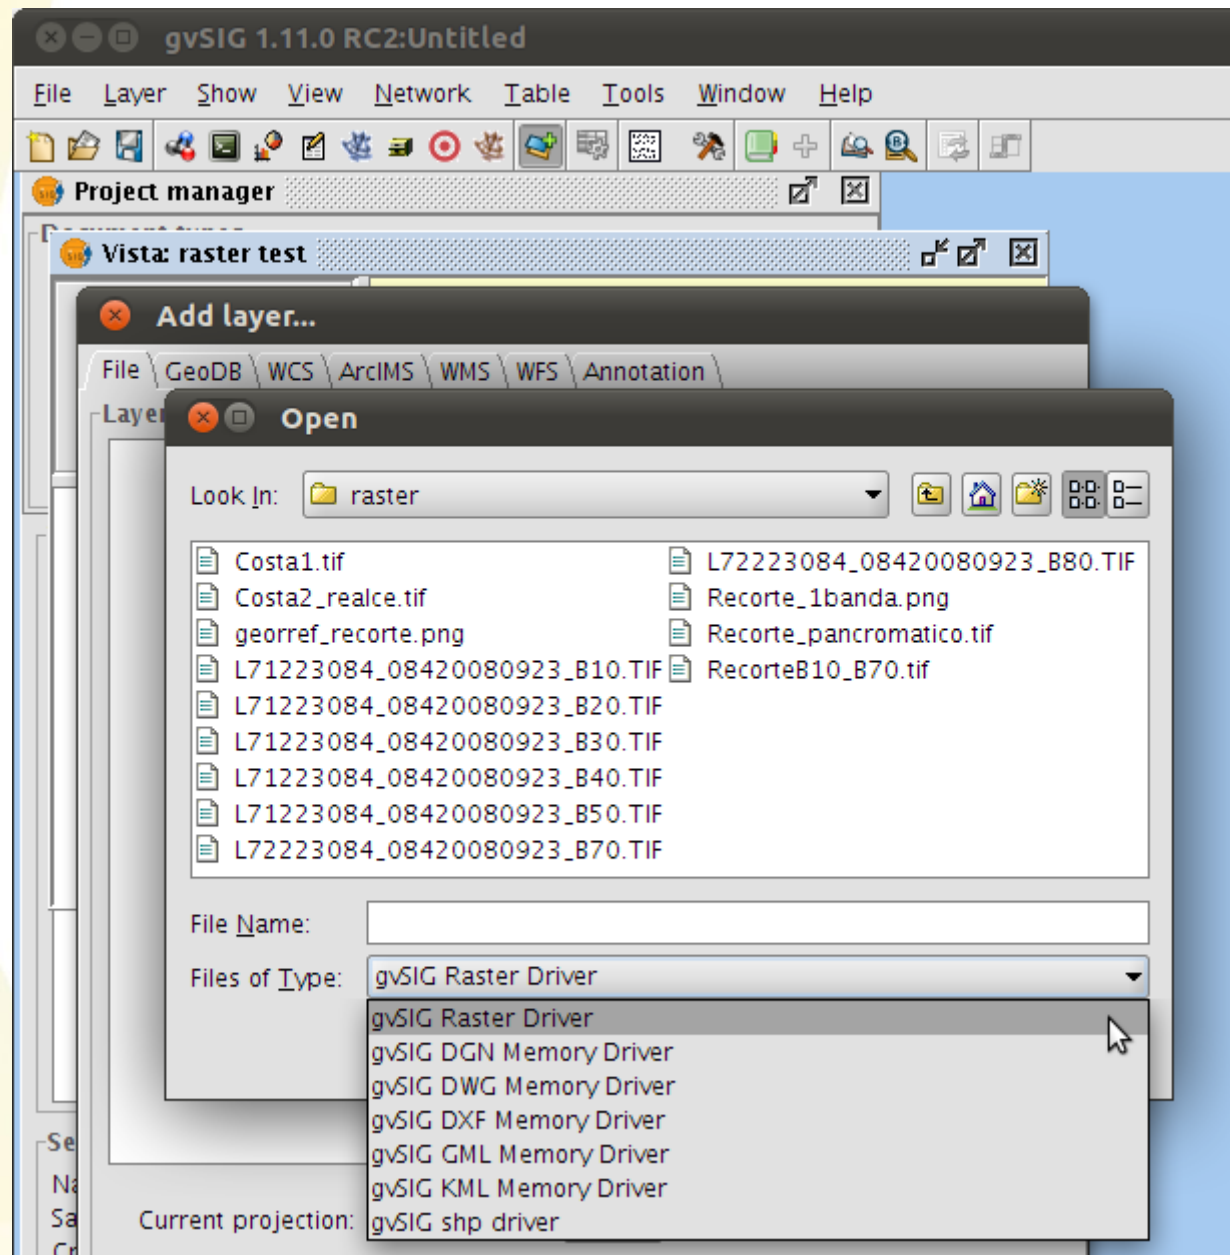 gvSIG 1.11.0 RC2:Untitled
File Layer Show View Network Table Tools Window Help
Project manager
Vista: raster test
Add layer...
File GeoDB WCS ArcIMS WMS WFS Annotation
Layer
Open
Look In: raster
Costa1.tif
Costa2_realce.tif
georref_recorte.png
L71223084_08420080923_B10.TIF
L71223084_08420080923_B20.TIF
L71223084_08420080923_B30.TIF
L71223084_08420080923_B40.TIF
L71223084_08420080923_B50.TIF
L72223084_08420080923_B70.TIF
L72223084_08420080923_B80.TIF
Recorte_1banda.png
Recorte_pancromatico.tif
RecorteB10_B70.tif
File Name:
Files of Type: gvSIG Raster Driver
gvSIG Raster Driver
gvSIG DGN Memory Driver
gvSIG DWG Memory Driver
gvSIG DXF Memory Driver
gvSIG GML Memory Driver
gvSIG KML Memory Driver
gvSIG shp driver
Se
Na
Sa
Current projection: